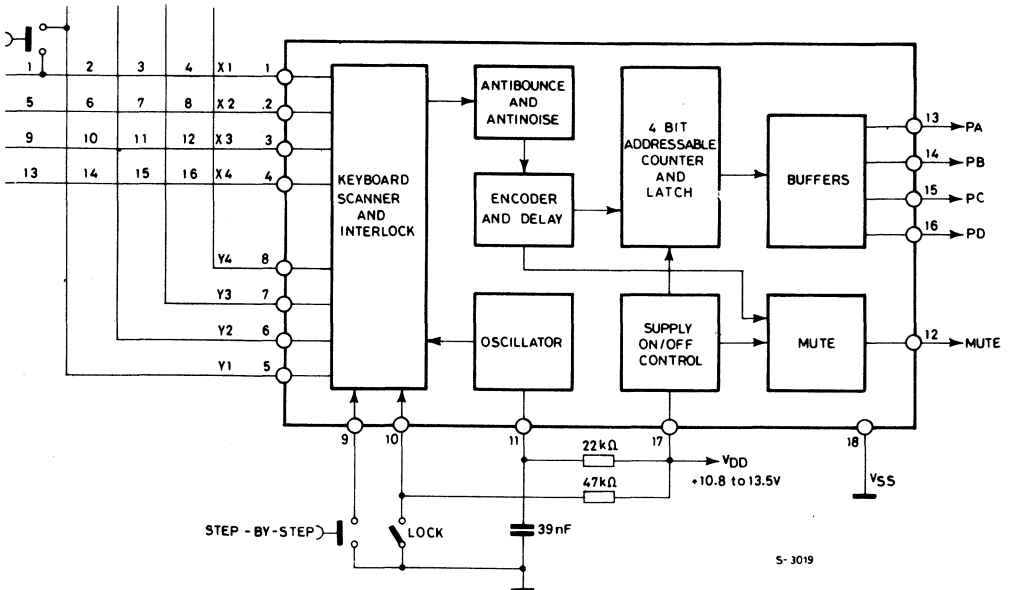 1 2 3 4 X1 1
5 6 7 8 X2 .2
9 10 11 12 X3 3
13 14 15 16 X4 4
Y4 8
Y3 7
Y2 6
Y1 5
KEYBOARD
SCANNER
AND
INTERLOCK
ANTIBOUNCE
AND
ANTINOISE
ENCODER
AND DELAY
OSCILLATOR
4 BIT
ADDRESSABLE
COUNTER
AND
LATCH
SUPPLY
ON/OFF
CONTROL
BUFFERS
MUTE
13 PA
14 PB
15 PC
16 PD
12 MUTE
9 10 11 17 18
22kΩ
47kΩ
VDD
+10.8 to 13.5V
VSS
STEP-BY-STEP
LOCK
39nF
S-3019